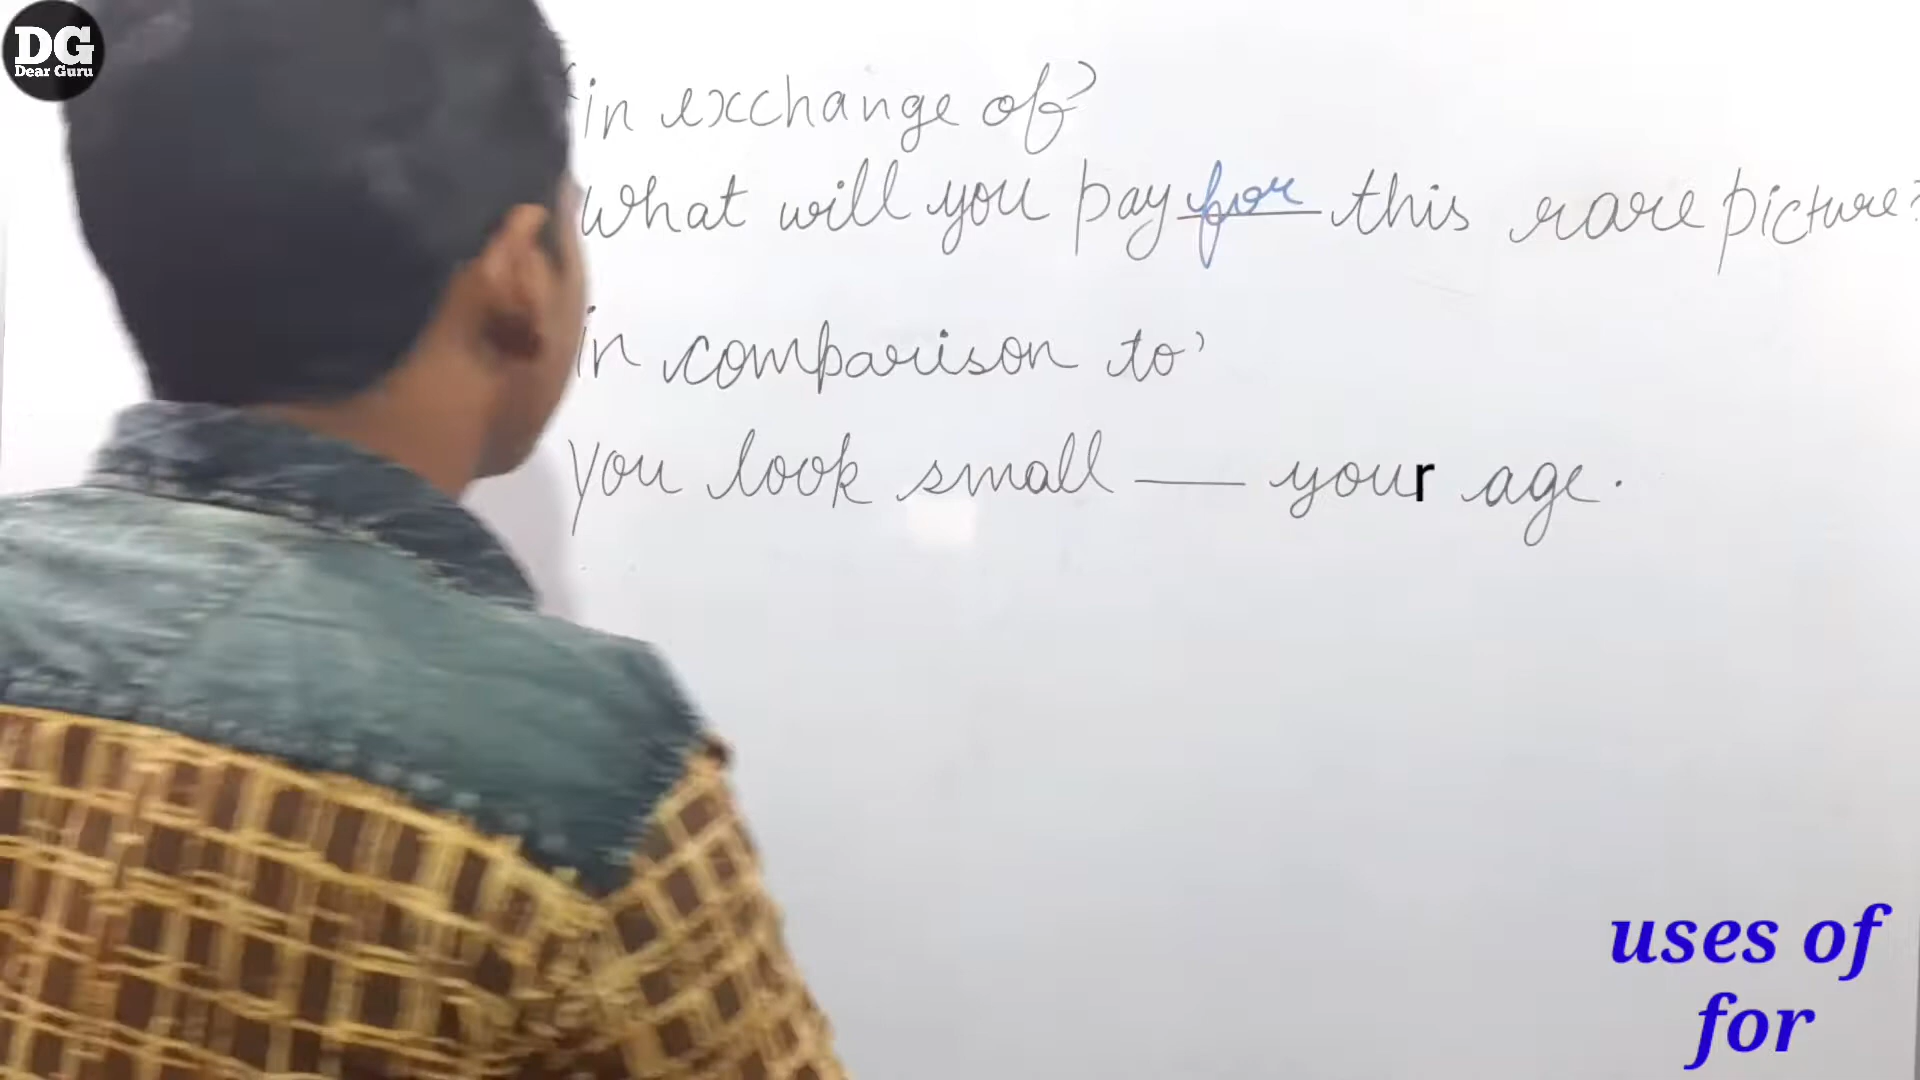 DG
Dear Guru
'in exchange of'
What will you pay for this rare picture?
in comparison to'
You look small ___ your age.
uses of
for